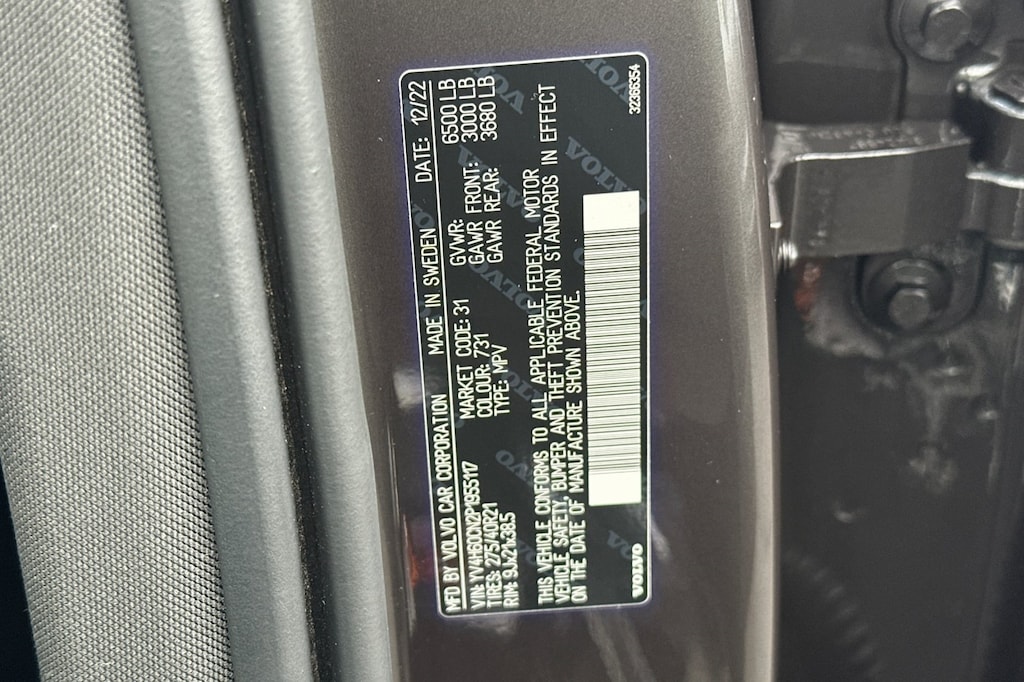 MFD BY VOLVO CAR CORPORATION MADE IN SWEDEN DATE: 12/22
VIN: YV4H60CN2P1955117 MARKET CODE: 31 GVWR: 6500 LB
TIRES: 275/40R21 COLOUR: 731 GAWR FRONT: 3000 LB
RIM: 9Jx21x38.5 TYPE: MPV GAWR REAR: 3680 LB
THIS VEHICLE CONFORMS TO ALL APPLICABLE FEDERAL MOTOR
VEHICLE SAFETY, BUMPER AND THEFT PREVENTION STANDARDS IN EFFECT
ON THE DATE OF MANUFACTURE SHOWN ABOVE.
VOLVO 32366354